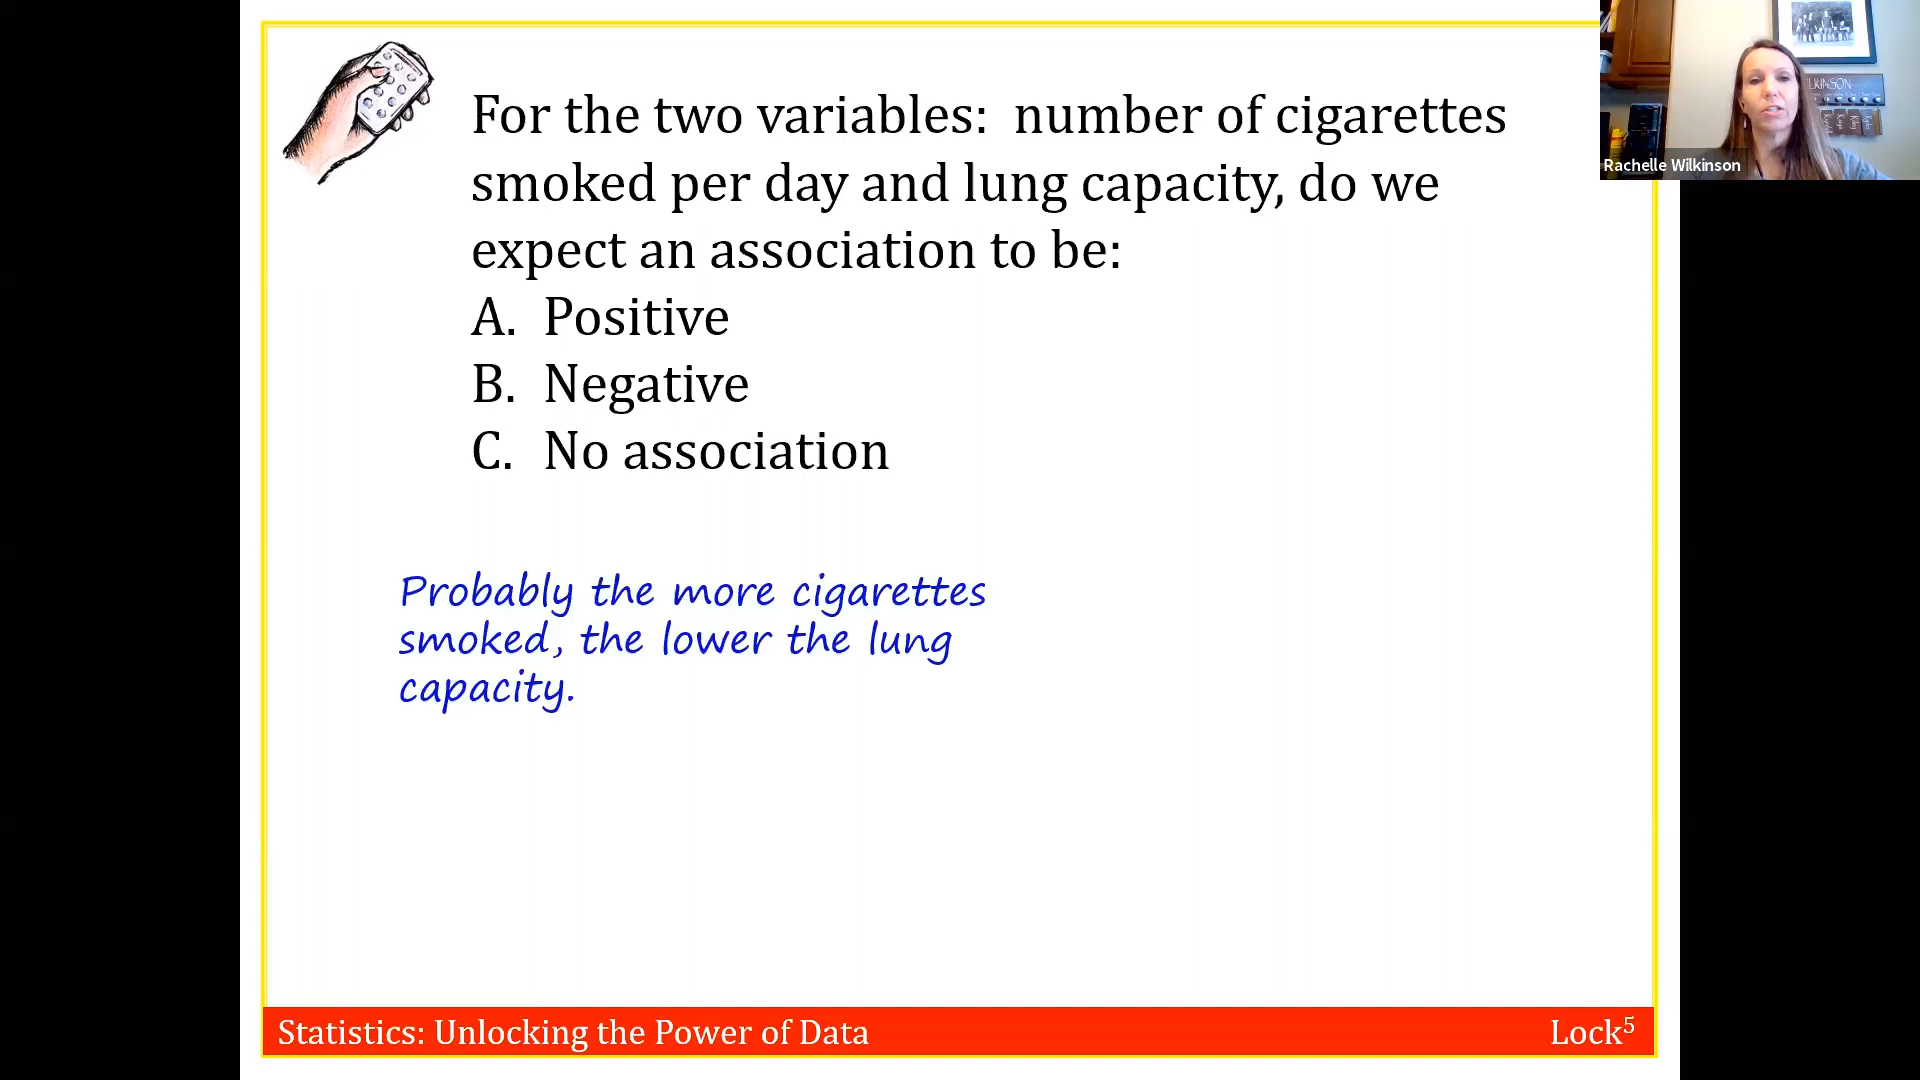 For the two variables: number of cigarettes
smoked per day and lung capacity, do we
expect an association to be:
A. Positive
B. Negative
C. No association
Probably the more cigarettes
smoked, the lower the lung
capacity.
Statistics: Unlocking the Power of Data
Lock⁵
Rachelle Wilkinson